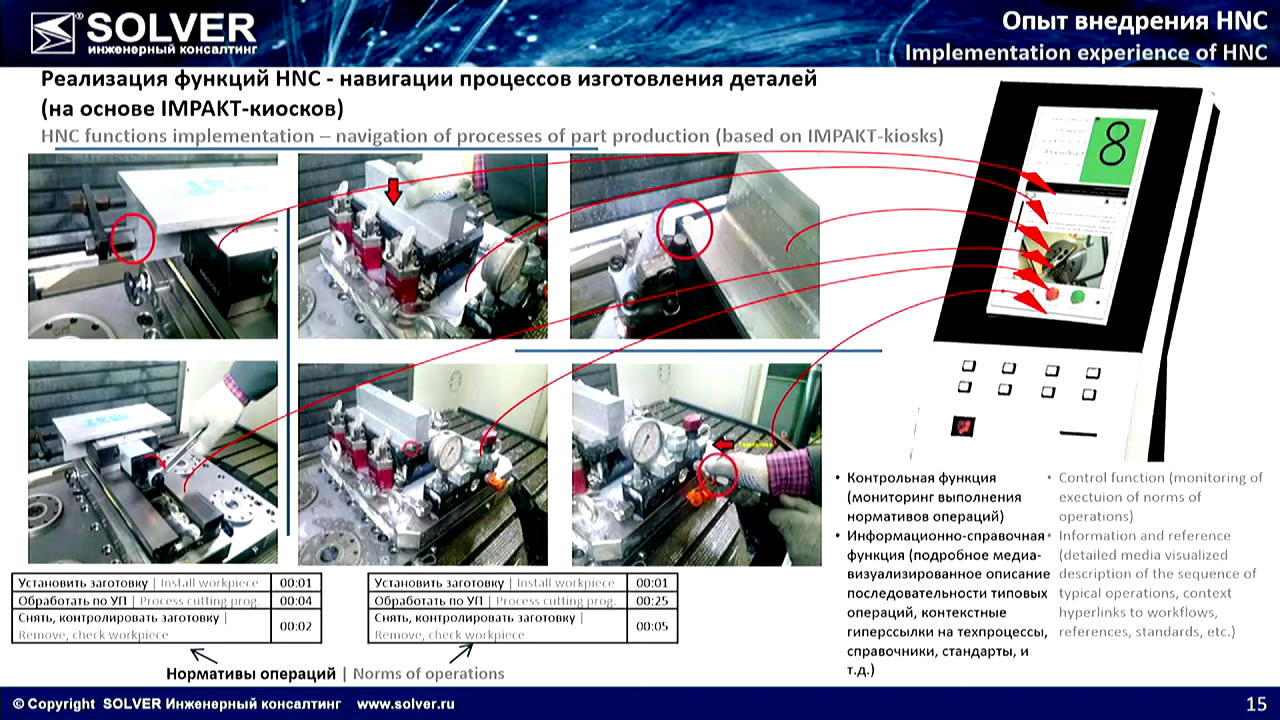 SOLVER
инженерный консалтинг
Опыт внедрения HNC
Implementation experience of HNC
Реализация функций HNC - навигации процессов изготовления деталей
(на основе IMPAKT-киосков)
HNC functions implementation – navigation of processes of part production (based on IMPAKT-kiosks)
8
• Контрольная функция
(мониторинг выполнения
нормативов операций)
• Информационно-справочная
функция (подробное медиа-
визуализированное описание
последовательности типовых
операций, контекстные
гиперссылки на техпроцессы,
справочники, стандарты, и
т.д.)
• Control function (monitoring of
exectuion of norms of
operations)
• Information and reference
(detailed media visualized
description of the sequence of
typical operations, context
hyperlinks to workflows,
references, standards, etc.)
Установить заготовку | Install workpiece 00:01
Обработать по УП | Process cutting prog. 00:04
Снять, контролировать заготовку |
Remove, check workpiece 00:02
Установить заготовку | Install workpiece 00:01
Обработать по УП | Process cutting prog. 00:25
Снять, контролировать заготовку |
Remove, check workpiece 00:05
Нормативы операций | Norms of operations
© Copyright SOLVER Инженерный консалтинг www.solver.ru
15